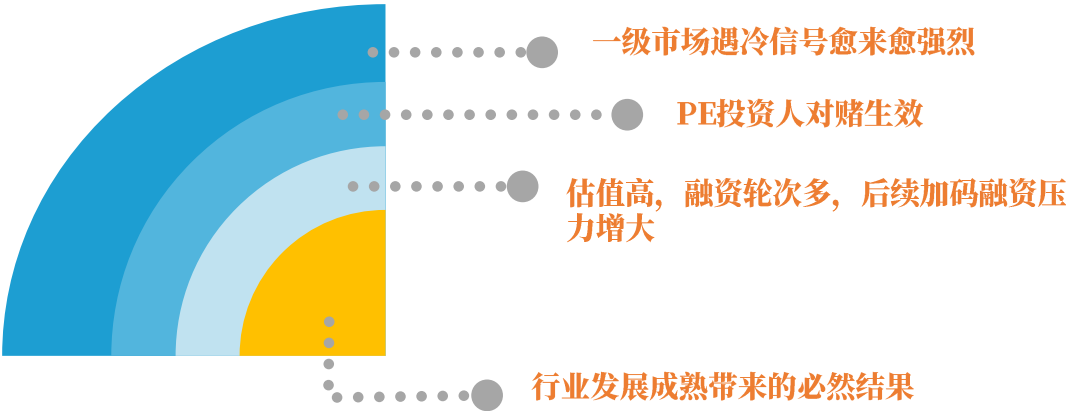 一级市场遇冷信号愈来愈强烈
PE投资人对赌生效
估值高，融资轮次多，后续加码融资压
力增大
行业发展成熟带来的必然结果